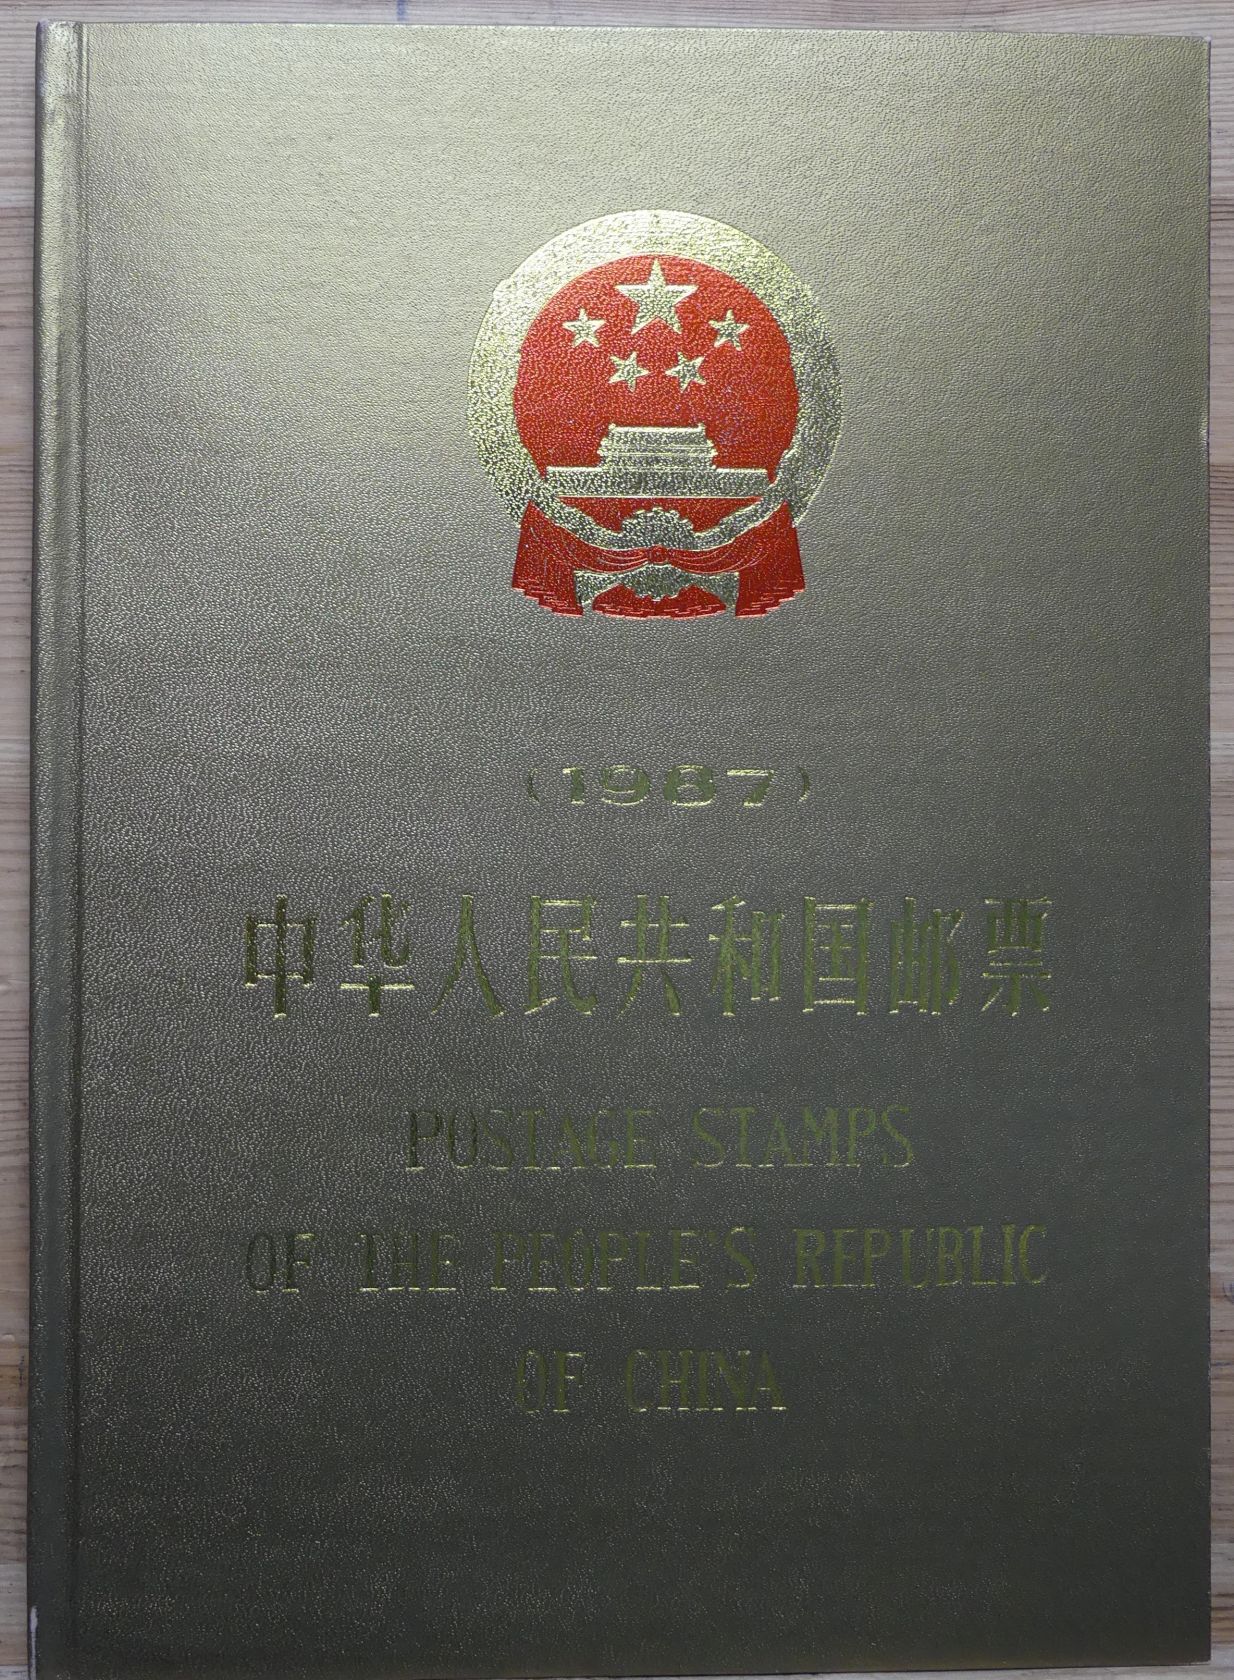 (1987)
中华人民共和国邮票
POSTAGE STAMPS
OF THE PEOPLE'S REPUBLIC
OF CHINA